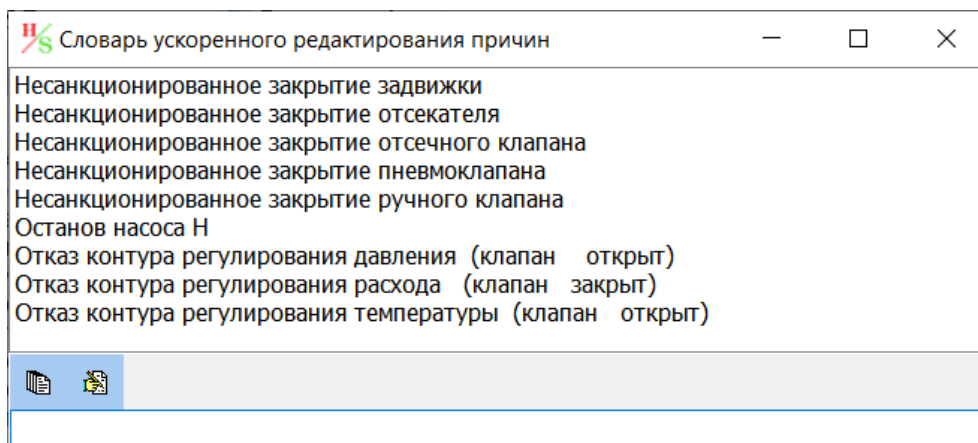 H/S Словарь ускоренного редактирования причин
Несанкционированное закрытие задвижки
Несанкционированное закрытие отсекателя
Несанкционированное закрытие отсечного клапана
Несанкционированное закрытие пневмоклапана
Несанкционированное закрытие ручного клапана
Останов насоса Н
Отказ контура регулирования давления  (клапан    открыт)
Отказ контура регулирования расхода   (клапан   закрыт)
Отказ контура регулирования температуры  (клапан   открыт)